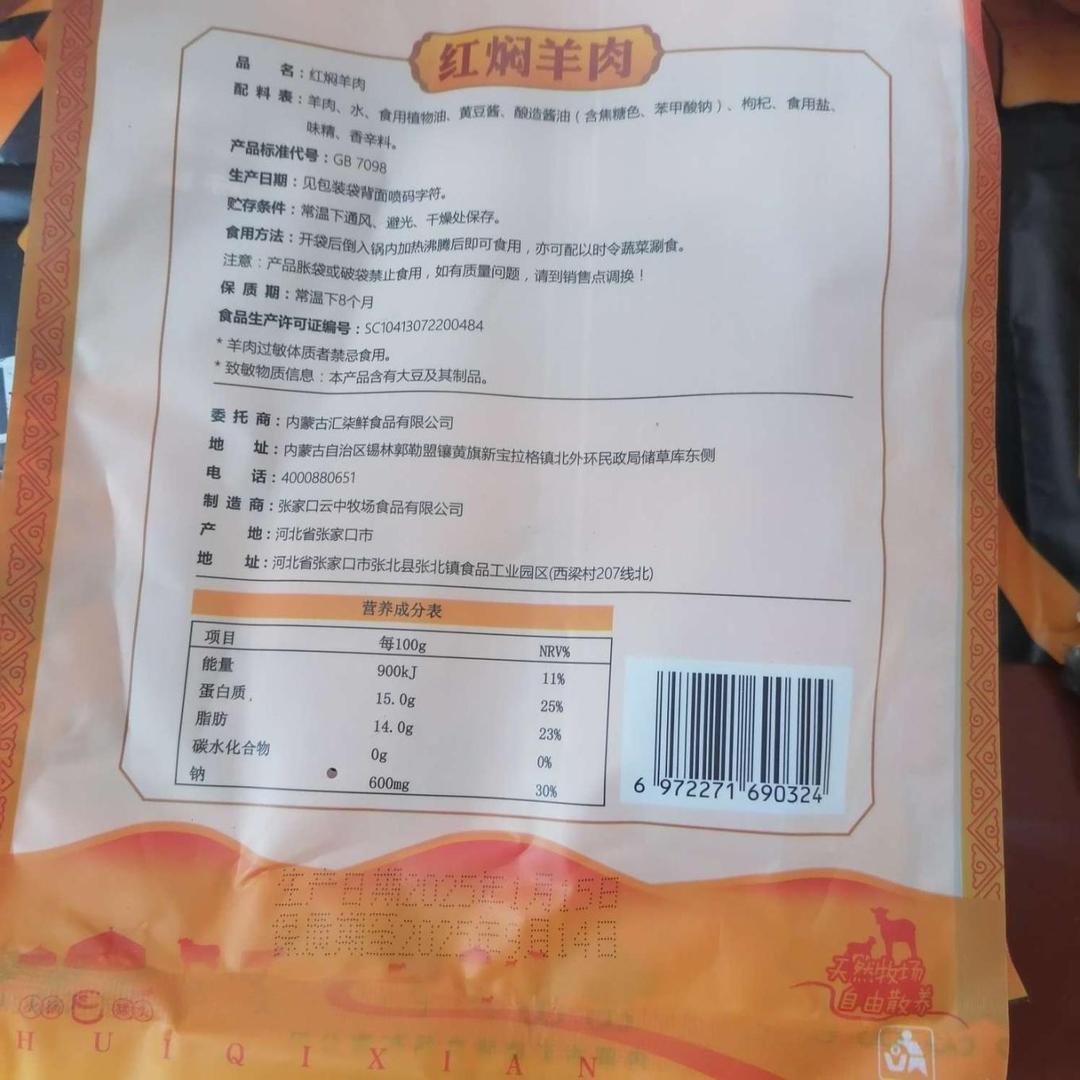 红焖羊肉
品 名：红焖羊肉
配 料 表：羊肉、水、食用植物油、黄豆酱、酿造酱油（含焦糖色、苯甲酸钠）、枸杞、食用盐、
味精、香辛料。
产品标准代号：GB 7098
生产日期：见包装袋背面喷码字符。
贮存条件：常温下通风、避光、干燥处保存。
食用方法：开袋后倒入锅内加热沸腾后即可食用，亦可配以时令蔬菜涮食。
注意：产品胀袋或破袋禁止食用，如有质量问题，请到销售点调换！
保 质 期：常温下8个月
食品生产许可证编号：SC10413072200484
*羊肉过敏体质者禁忌食用。
*致敏物质信息：本产品含有大豆及其制品。
委 托 商：内蒙古汇柒鲜食品有限公司
地 址：内蒙古自治区锡林郭勒盟镶黄旗新宝拉格镇北外环民政局储草库东侧
电 话：4000880651
制 造 商：张家口云中牧场食品有限公司
产 地：河北省张家口市
地 址：河北省张家口市张北县张北镇食品工业园区(西梁村207线北)
营养成分表
项目 每100g NRV%
能量 900kJ 11%
蛋白质 15.0g 25%
脂肪 14.0g 23%
碳水化合物 0g 0%
钠 600mg 30%
6 972271 690324
生产日期2025年1月15日
保质期至2025年9月14日
天然牧场
自由散养
火锅
HUIQIXIAN